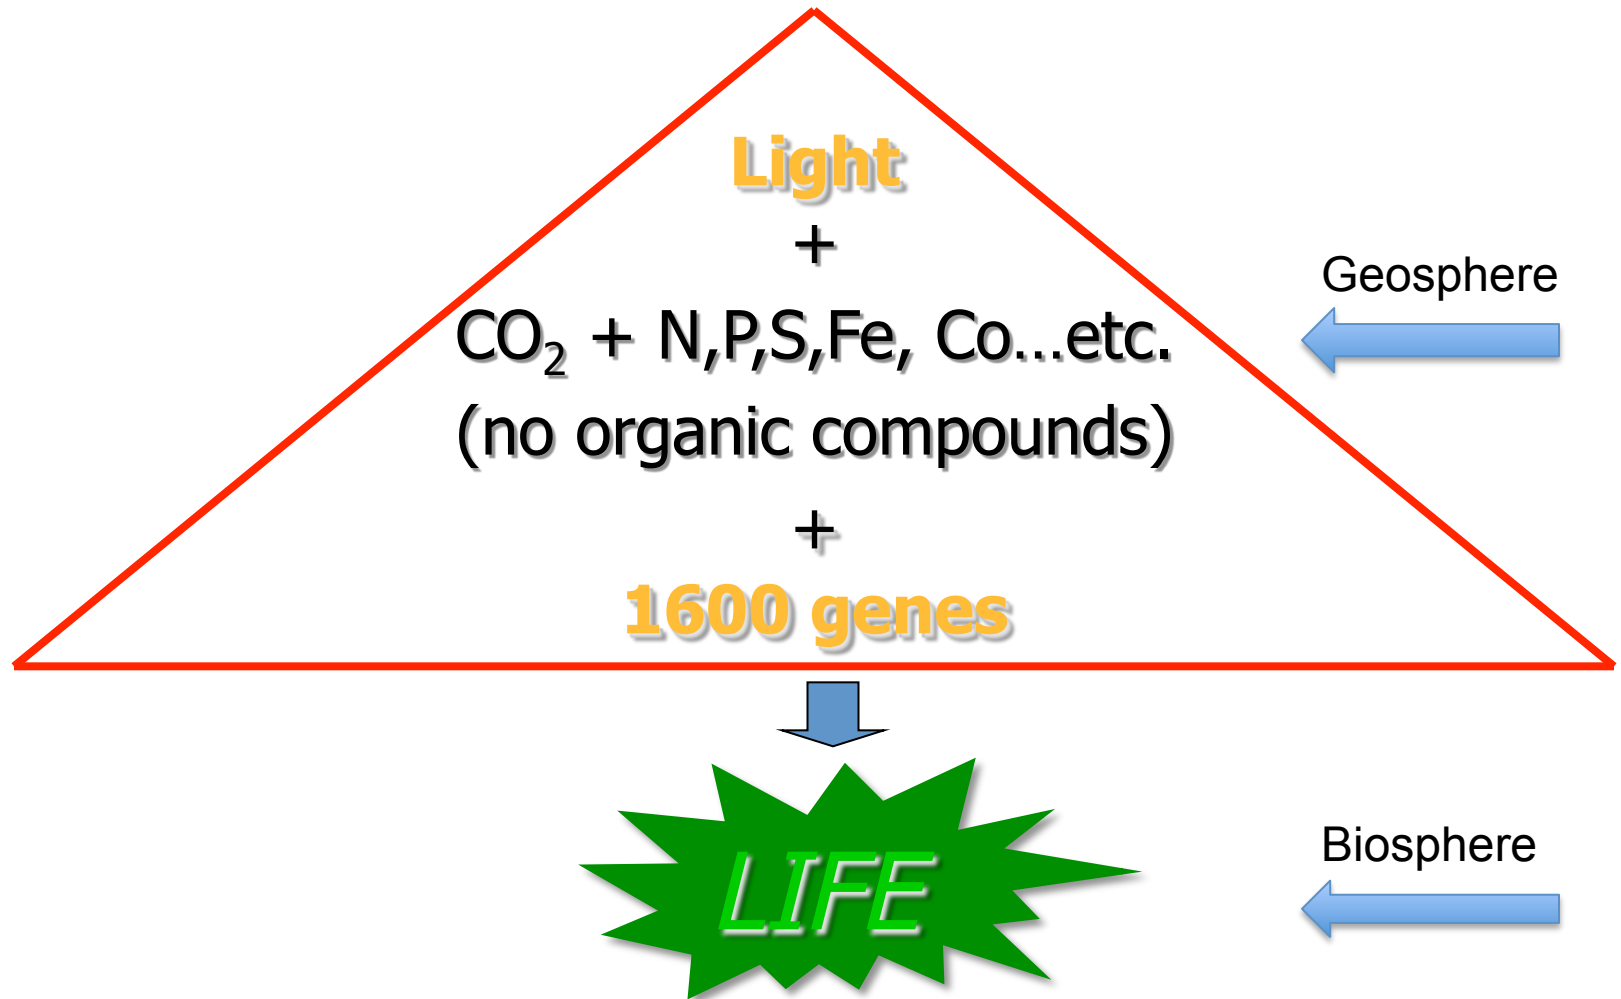 Light
+
Geosphere
CO₂ + N,P,S,Fe, Co...etc.
(no organic compounds)
+
1600 genes
LIFE
Biosphere